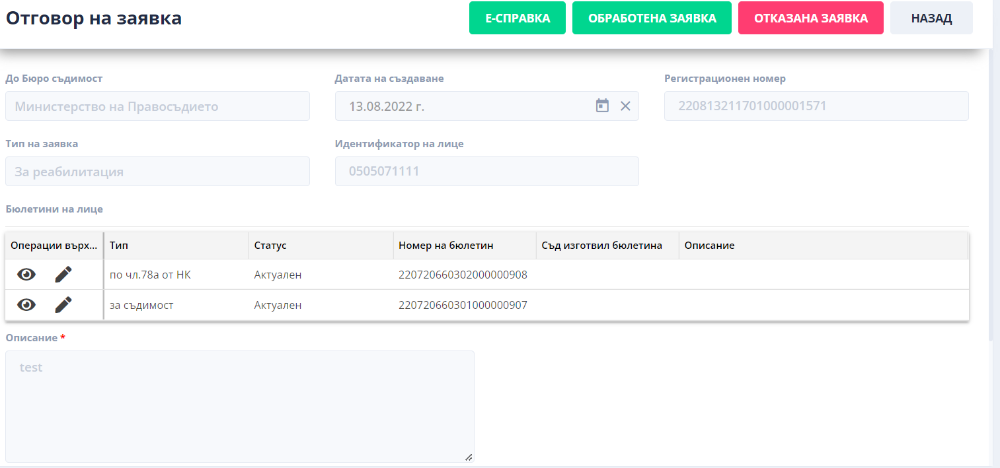 Отговор на заявка
Е-СПРАВКА ОБРАБОТЕНА ЗАЯВКА ОТКАЗАНА ЗАЯВКА НАЗАД
До Бюро съдимост Датата на създаване Регистрационен номер
Министерство на Правосъдието 13.08.2022 г. 220813211701000001571
Тип на заявка Идентификатор на лице
За реабилитация 0505071111
Бюлетини на лице
Операции върх... Тип Статус Номер на бюлетин Съд изготвил бюлетина Описание
по чл.78а от НК Актуален 220720660302000000908
за съдимост Актуален 220720660301000000907
Описание *
test